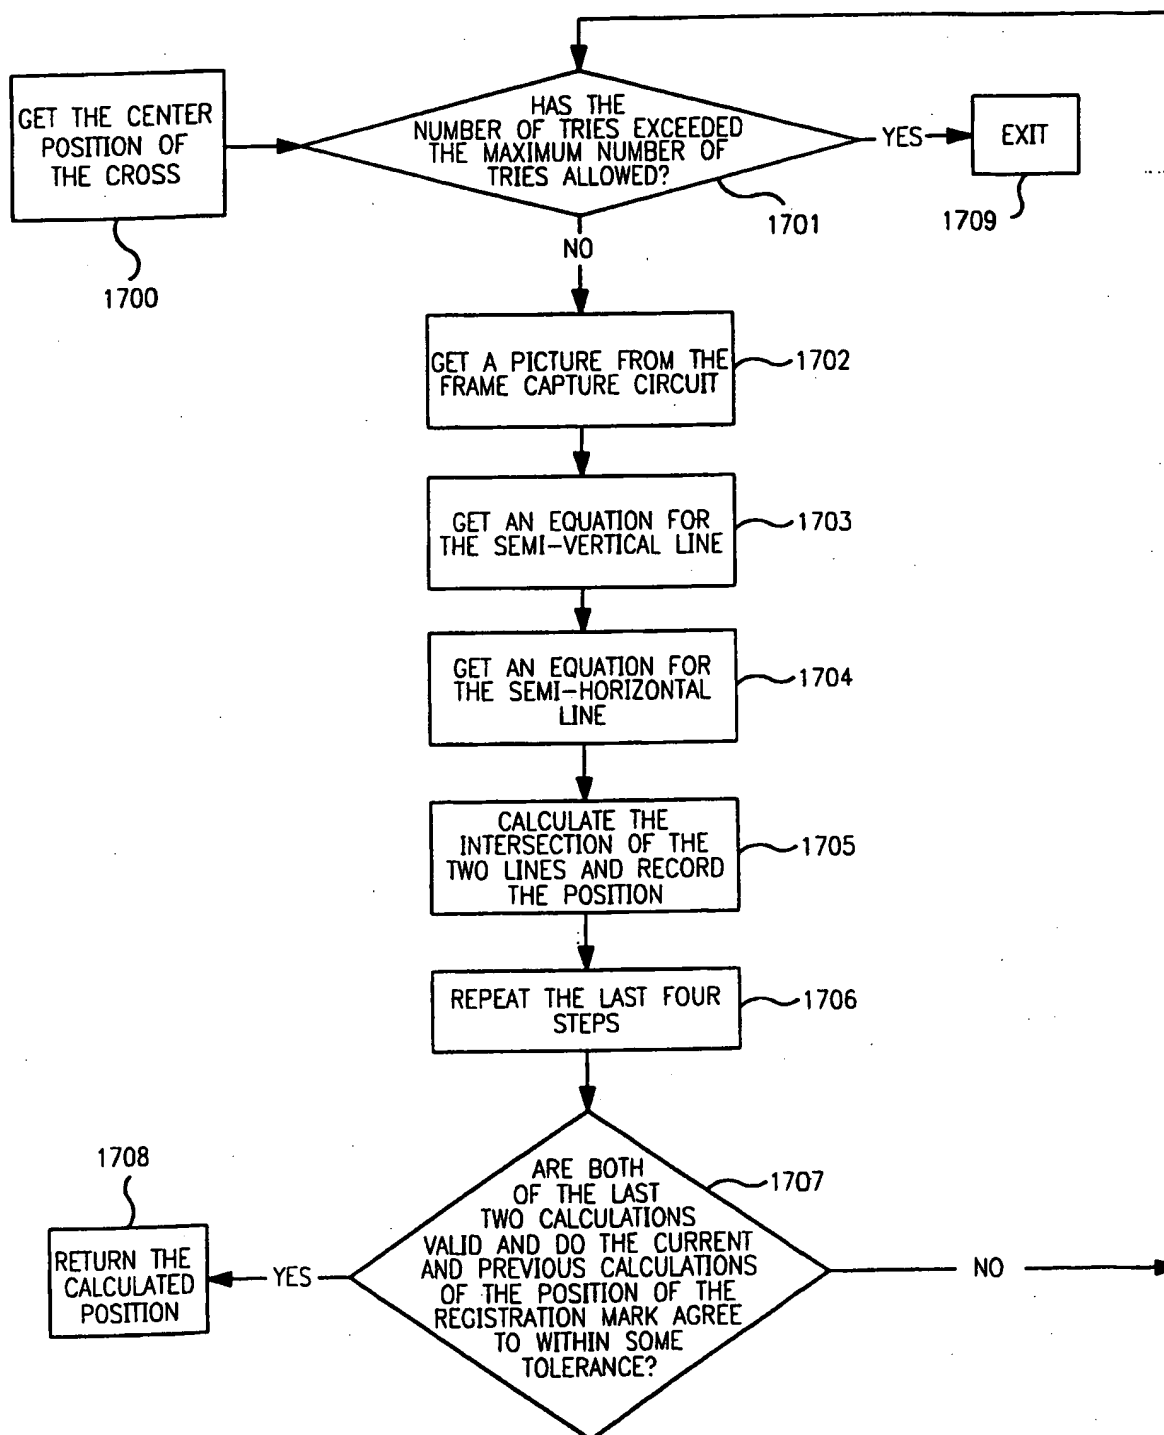 GET THE CENTER
POSITION OF
THE CROSS
1700
HAS THE
NUMBER OF TRIES EXCEEDED
THE MAXIMUM NUMBER OF
TRIES ALLOWED?
1701
YES
EXIT
1709
NO
GET A PICTURE FROM THE
FRAME CAPTURE CIRCUIT
1702
GET AN EQUATION FOR
THE SEMI-VERTICAL LINE
1703
GET AN EQUATION FOR
THE SEMI-HORIZONTAL
LINE
1704
CALCULATE THE
INTERSECTION OF THE
TWO LINES AND RECORD
THE POSITION
1705
REPEAT THE LAST FOUR
STEPS
1706
ARE BOTH
OF THE LAST
TWO CALCULATIONS
VALID AND DO THE CURRENT
AND PREVIOUS CALCULATIONS
OF THE POSITION OF THE
REGISTRATION MARK AGREE
TO WITHIN SOME
TOLERANCE?
1707
YES
1708
RETURN THE
CALCULATED
POSITION
NO